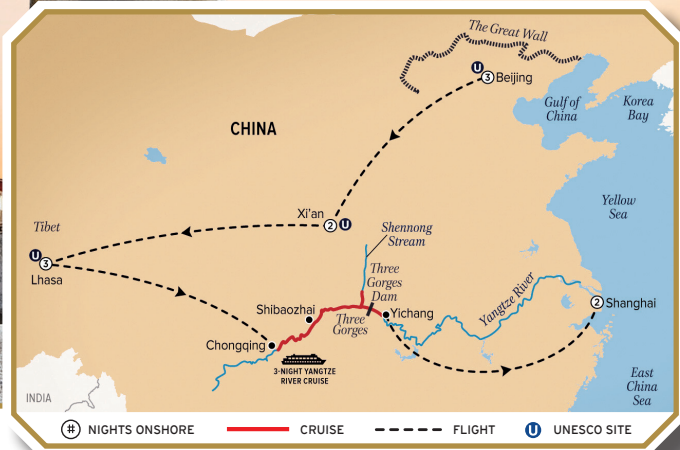 The Great Wall
U
3 Beijing
Gulf of
China
Korea
Bay
CHINA
Yellow
Sea
Xi'an
2 U
Tibet
U
3
Lhasa
Shennong
Stream
Three
Gorges
Dam
Shibaozhai
Three
Gorges
Yichang
Yangtze River
2 Shanghai
Chongqing
3-NIGHT YANGTZE
RIVER CRUISE
INDIA
East
China
Sea
# NIGHTS ONSHORE
CRUISE
FLIGHT
U UNESCO SITE